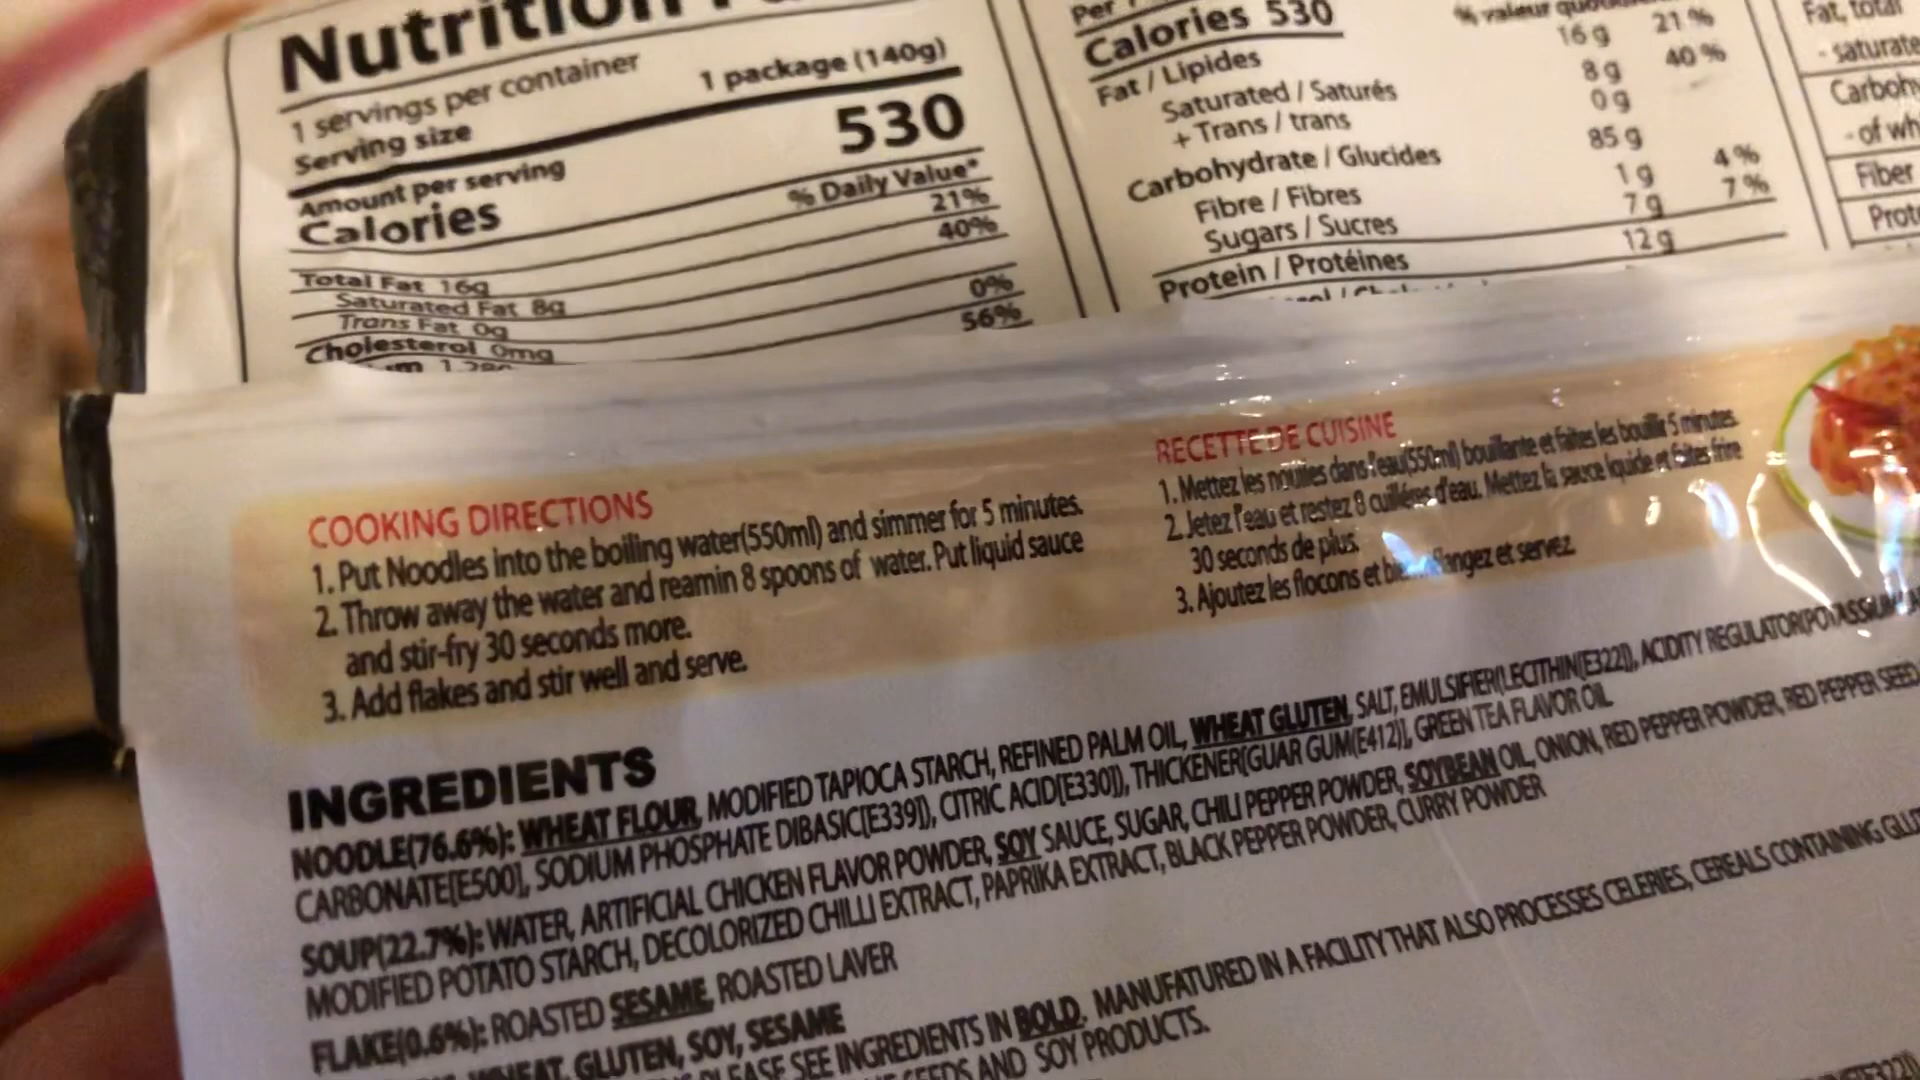 Nutrition
1 servings per container
Serving size 1 package (140g)
Amount per serving
Calories 530
% Daily Value*
Total Fat 16g 21%
Saturated Fat 8g 40%
Trans Fat 0g
Cholesterol 0mg 0%
56%
Per
Calories 530
% valeur
Fat / Lipides 16 g 21 %
Saturated / Saturés 8 g 40 %
+ Trans / trans 0 g
Carbohydrate / Glucides 85 g
Fibre / Fibres 1 g 4 %
Sugars / Sucres 7 g 7 %
Protein / Protéines 12 g
Fat, total
- saturate
Carbohy
- of wh
Fiber
Prote
COOKING DIRECTIONS
1. Put Noodles into the boiling water(550ml) and simmer for 5 minutes.
2. Throw away the water and reamin 8 spoons of water. Put liquid sauce
and stir-fry 30 seconds more.
3. Add flakes and stir well and serve.
RECETTE DE CUISINE
1. Mettez les nouilles dans l'eau(550ml) bouillante et faites les bouillir 5 minutes.
2. Jetez l'eau et restez 8 cuilléres d'eau. Mettez la sauce liquide et faites frire
30 seconds de plus.
3. Ajoutez les flocons et et servez.
INGREDIENTS
NOODLE(76.6%): WHEAT FLOUR, MODIFIED TAPIOCA STARCH, REFINED PALM OIL, WHEAT GLUTEN, SALT, EMULSIFIER(LECITHIN[E322]), ACIDITY REGULATOR(POTASSIUM
CARBONATE[E500], SODIUM PHOSPHATE DIBASIC[E339]), CITRIC ACID[E330]), THICKENER(GUAR GUM(E412)], GREEN TEA FLAVOR OIL
SOUP(22.7%): WATER, ARTIFICIAL CHICKEN FLAVOR POWDER, SOY SAUCE, SUGAR, CHILI PEPPER POWDER, SOYBEAN OIL, ONION, RED PEPPER POWDER, RED PEPPER SEED
MODIFIED POTATO STARCH, DECOLORIZED CHILLI EXTRACT, PAPRIKA EXTRACT, BLACK PEPPER POWDER, CURRY POWDER
FLAKE(0.6%): ROASTED SESAME, ROASTED LAVER
WHEAT, GLUTEN, SOY, SESAME
PLEASE SEE INGREDIENTS IN BOLD. MANUFATURED IN A FACILITY THAT ALSO PROCESSES CELERIES, CEREALS CONTAINING GLUT
SEEDS AND SOY PRODUCTS.